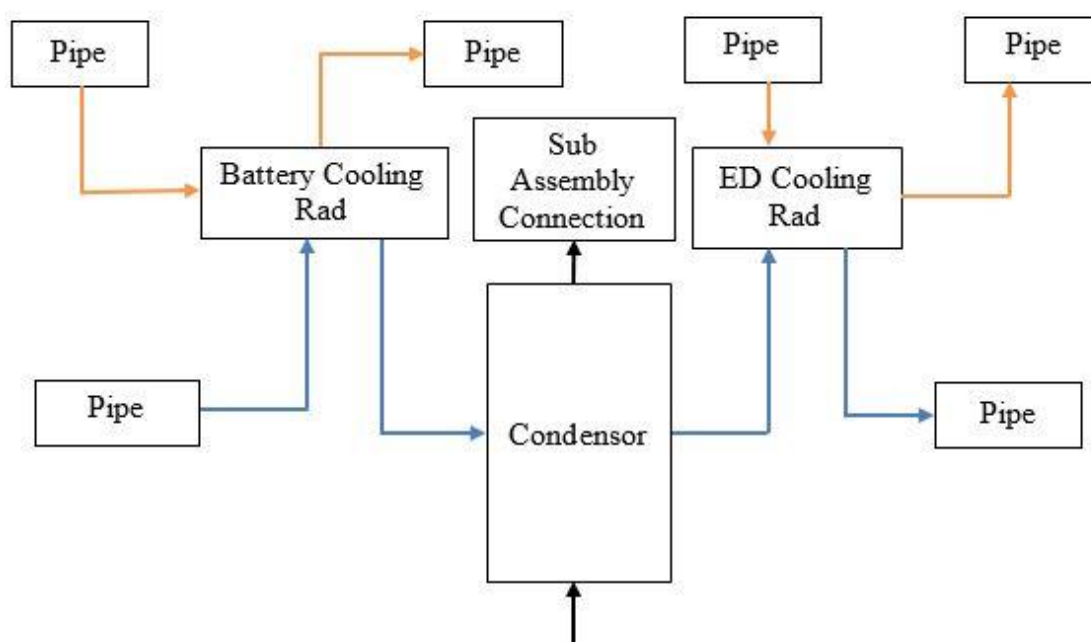 Pipe
Pipe
Pipe
Pipe
Battery Cooling
Rad
Sub
Assembly
Connection
ED Cooling
Rad
Pipe
Condensor
Pipe